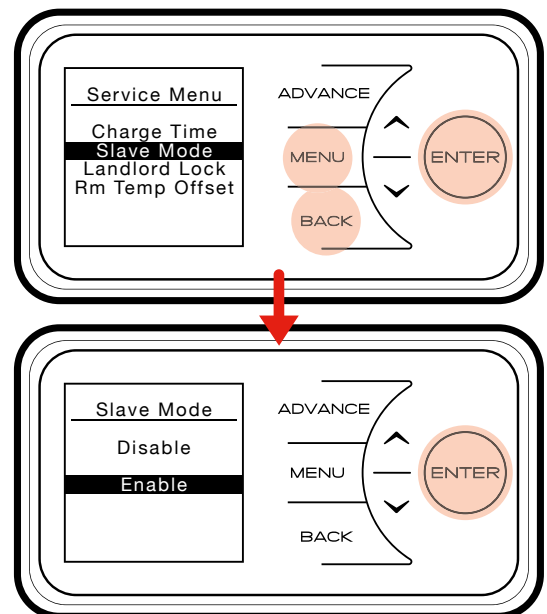 Service Menu
Charge Time
Slave Mode
Landlord Lock
Rm Temp Offset
ADVANCE
MENU
BACK
ENTER
Slave Mode
Disable
Enable
ADVANCE
MENU
BACK
ENTER